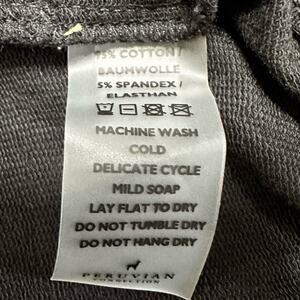 95% COTTON/
BAUMWOLLE
5% SPANDEX/
ELASTHAN
MACHINE WASH
COLD
DELICATE CYCLE
MILD SOAP
LAY FLAT TO DRY
DO NOT TUMBLE DRY
DO NOT HANG DRY
PERUVIAN
CONNECTION